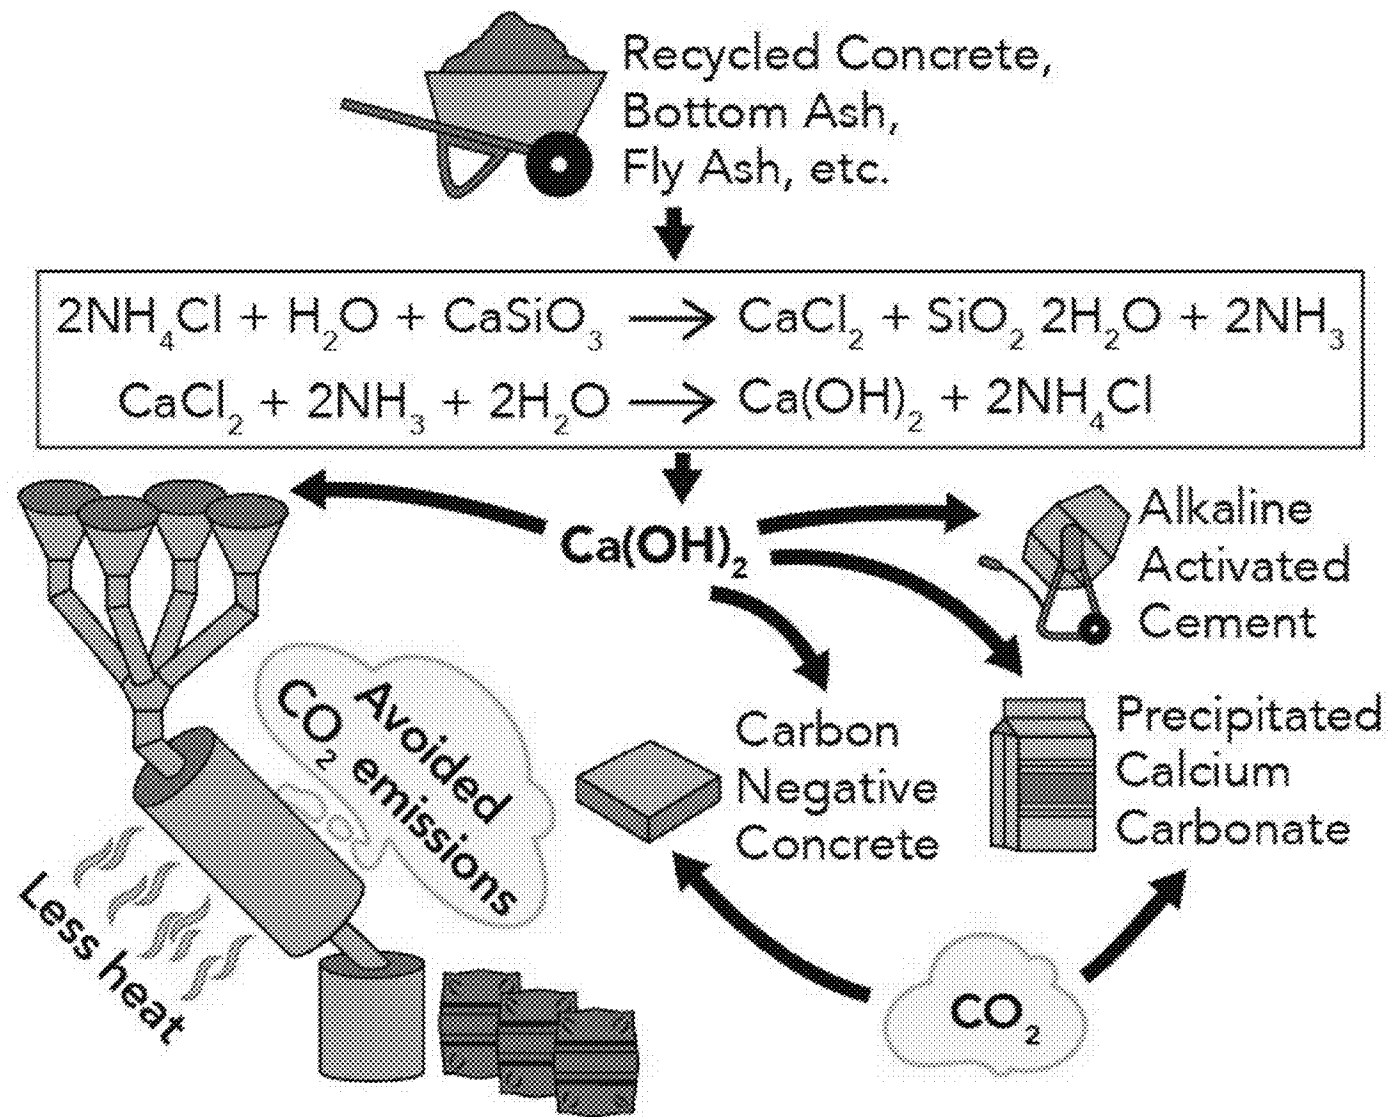 Recycled Concrete,
Bottom Ash,
Fly Ash, etc.
2NH₄Cl + H₂O + CaSiO₃ → CaCl₂ + SiO₂ 2H₂O + 2NH₃
CaCl₂ + 2NH₃ + 2H₂O → Ca(OH)₂ + 2NH₄Cl
Ca(OH)₂
Alkaline
Activated
Cement
Avoided
CO₂ emissions
Less heat
Carbon
Negative
Concrete
Precipitated
Calcium
Carbonate
CO₂